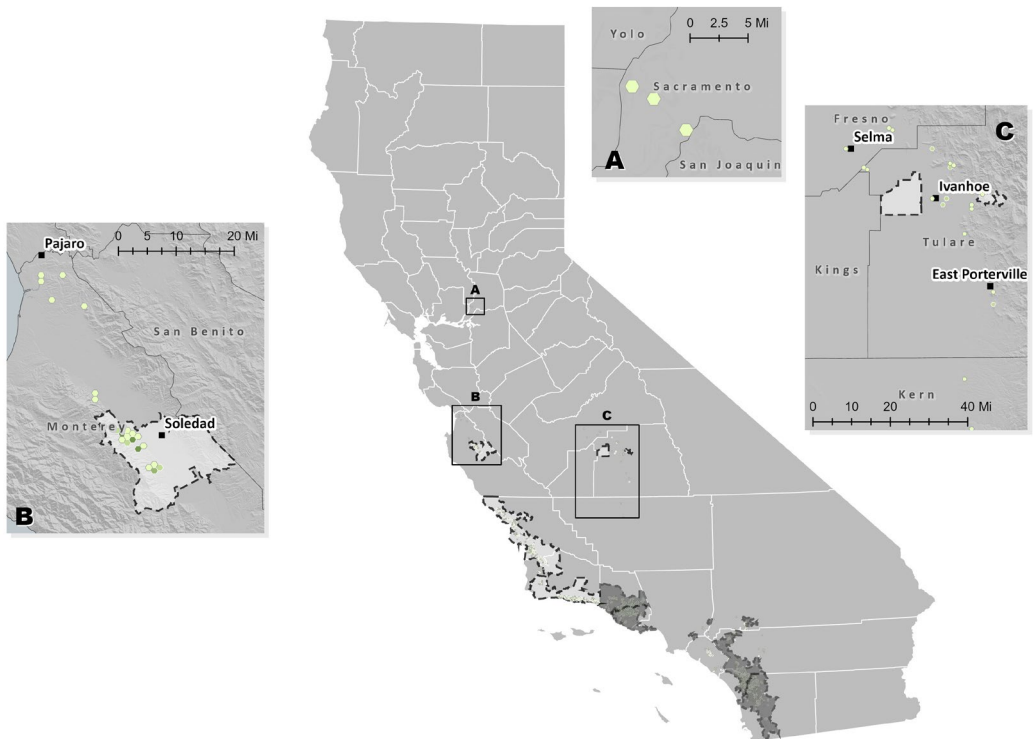 0 2.5 5 Mi
Yolo
Sacramento
San Joaquin
A
Fresno
C
Selma
Ivanhoe
Tulare
Kings
East Porterville
Kern
0 10 20 40 Mi
Pajaro
0 5 10 20 Mi
San Benito
Monterey
Soledad
B
A
B
C